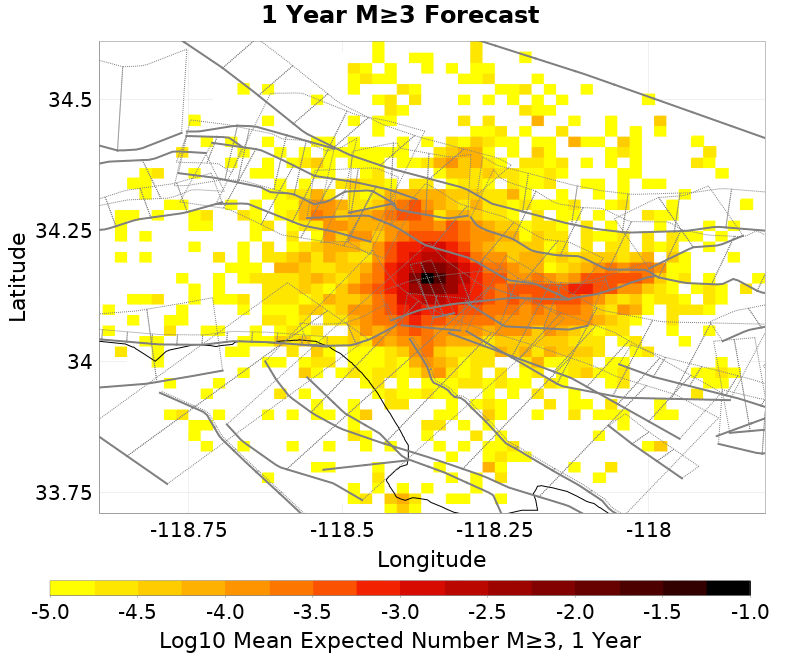 1 Year M≥3 Forecast
34.5
34.25
34
33.75
Latitude
-118.75 -118.5 -118.25 -118
Longitude
-5.0 -4.5 -4.0 -3.5 -3.0 -2.5 -2.0 -1.5 -1.0
Log10 Mean Expected Number M≥3, 1 Year